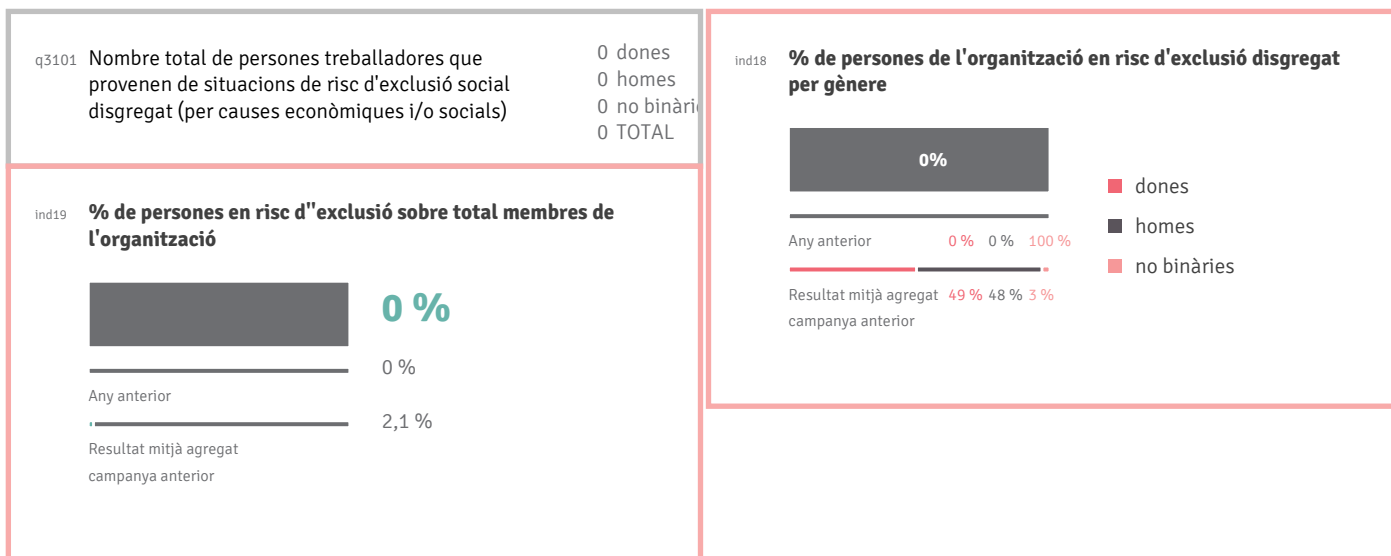 q3101 Nombre total de persones treballadores que
provenen de situacions de risc d'exclusió social
disgregat (per causes econòmiques i/o socials)
0 dones
0 homes
0 no binàri
0 TOTAL
ind19 % de persones en risc d"exclusió sobre total membres de
l'organització
0 %
0 %
Any anterior
2,1 %
Resultat mitjà agregat
campanya anterior
ind18 % de persones de l'organització en risc d'exclusió disgregat
per gènere
0%
Any anterior 0 % 0 % 100 %
Resultat mitjà agregat 49 % 48 % 3 %
campanya anterior
dones
homes
no binàries